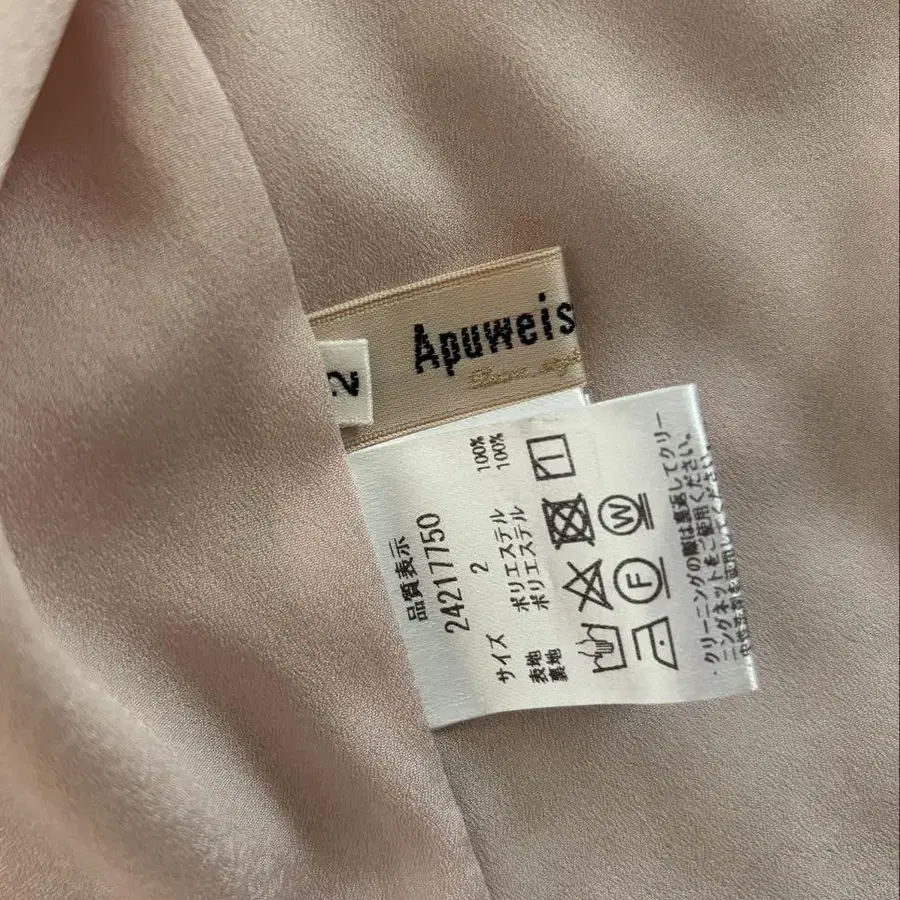 Apuweis
2
品質表示
24217750
サイズ 2
表地 ポリエステル 100%
裏地 ポリエステル 100%
F
W
・クリーニングの際は裏返してクリー
ニングネットをご使用ください。